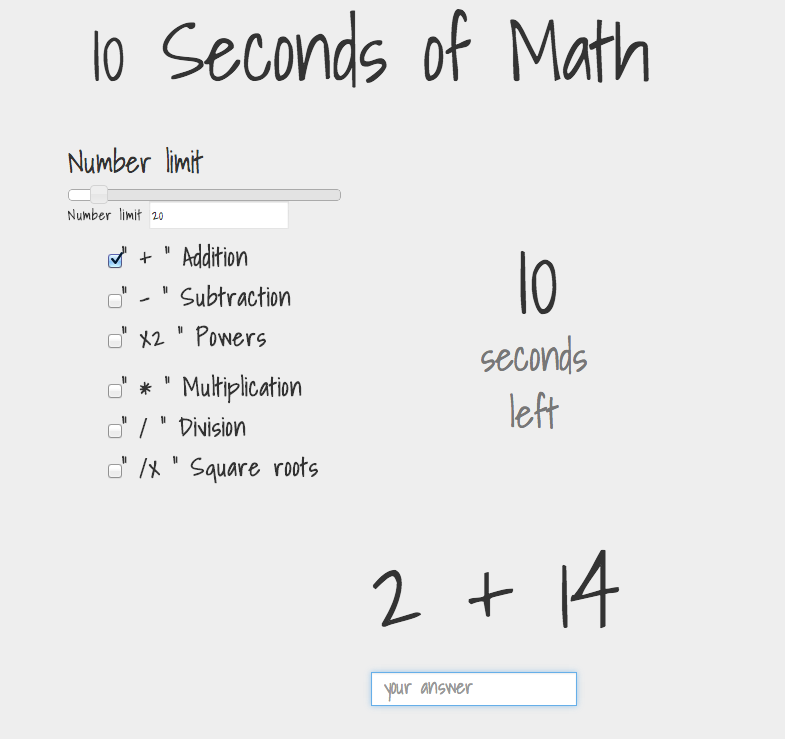 10 Seconds of Math
Number limit
Number limit 20
" + " Addition
" - " Subtraction
" X2 " Powers
" * " Multiplication
" / " Division
" /X " Square roots
10
seconds
left
2 + 14
your answer